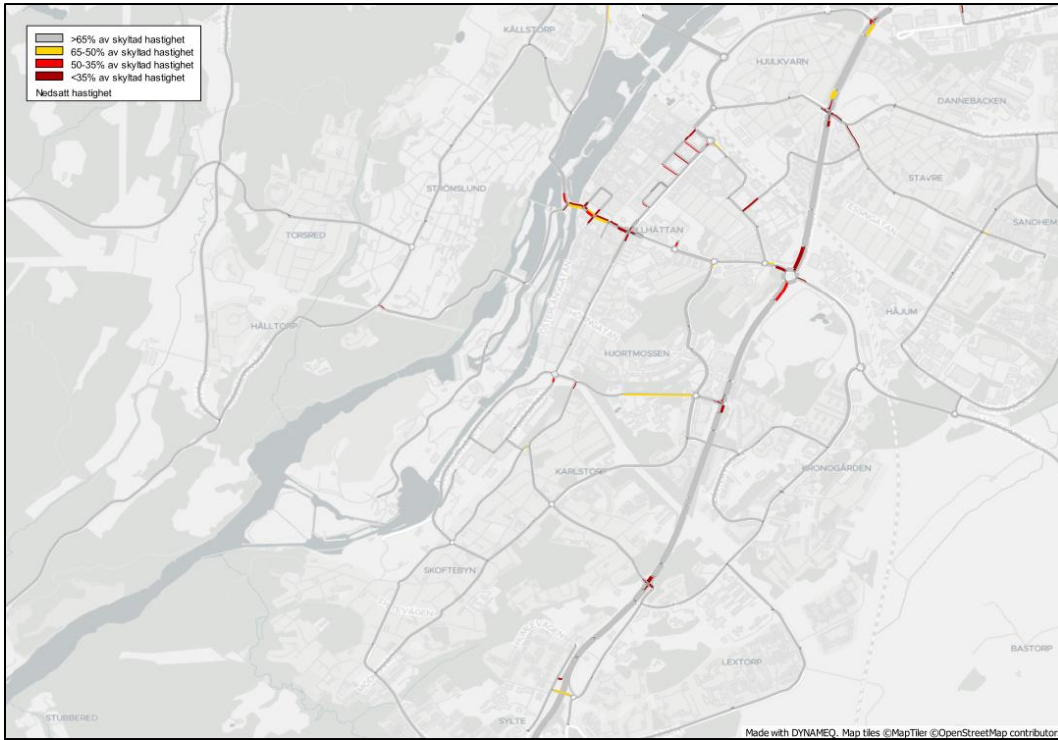 >65% av skyltad hastighet
65-50% av skyltad hastighet
50-35% av skyltad hastighet
<35% av skyltad hastighet
Nedsatt hastighet
KÄLLSTORP
HJULKVARN
DANNEBACKEN
STRÖMSLUND
STAVRE
SANDHEM
TORSRED
LLHÄTTAN
HÅJUM
HÄLLTORP
HJORTMOSSEN
KARLSTORP
KRONOGÅRDEN
SKOFTEBYN
LEXTORP
BASTORP
STUBBERED
SYLTE
Made with DYNAMEQ. Map tiles ©MapTiler ©OpenStreetMap contributor